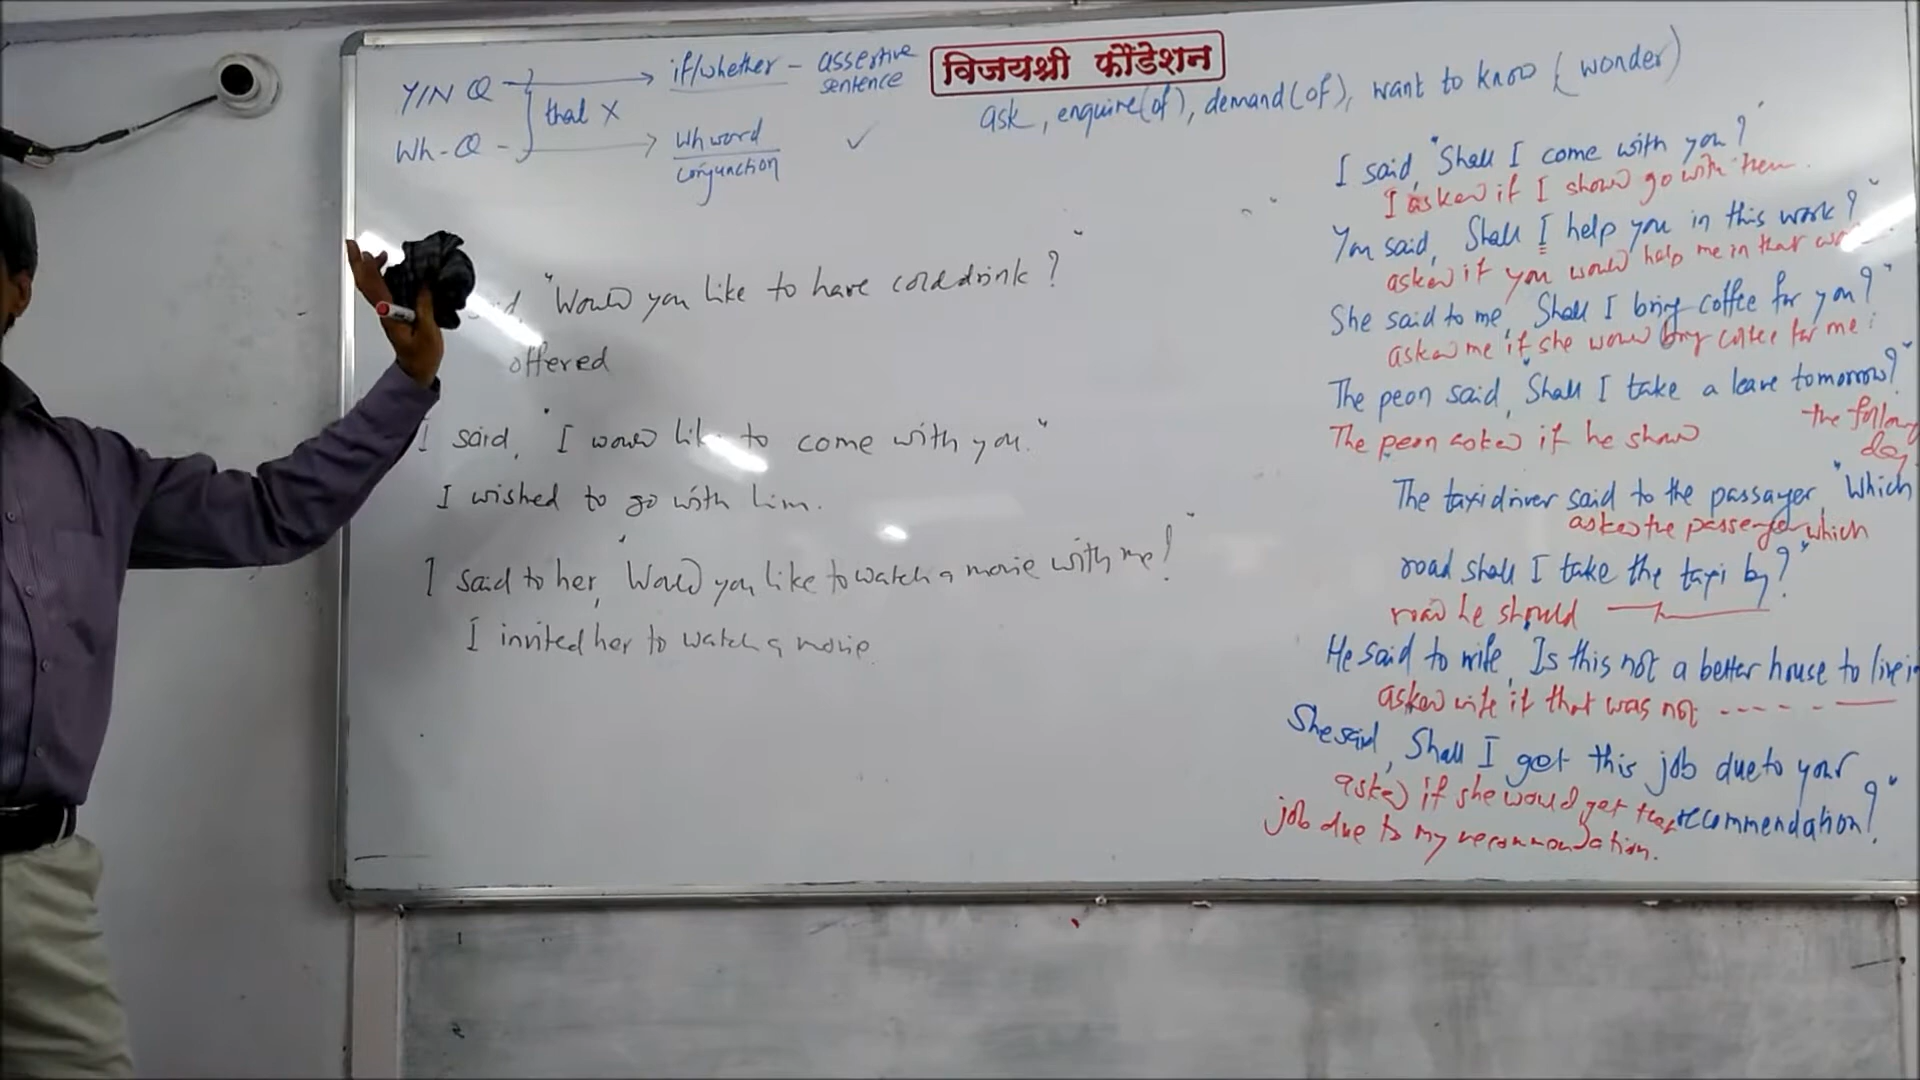 विजयश्री फौंडेशन
Y/N Q → if/whether - assertive sentence
that X
Wh-Q - → Wh word
conjunction
ask, enquire(of), demand(of), want to know (wonder)
"Would you like to have cold drink?"
offered
I said, "I would like to come with you."
I wished to go with him.
I said to her, "Would you like to watch a movie with me?"
I invited her to watch a movie.
I said, "Shall I come with you?"
I asked if I should go with them.
You said, Shall I help you in this work?"
asked if you would help me in that
She said to me, Shall I bring coffee for you?"
asked me if she would bring coffee for me.
The peon said, "Shall I take a leave tomorrow?"
The peon asked if he should
the following day
The taxi driver said to the passager "Which
asked the passenger which
road shall I take the taxi by?"
road he should
He said to wife, Is this not a better house to live in
asked wife if that was not - - - - -
She said, Shall I get this job due to your
recommendation?"
asked if she would get that
job due to my recommendation.